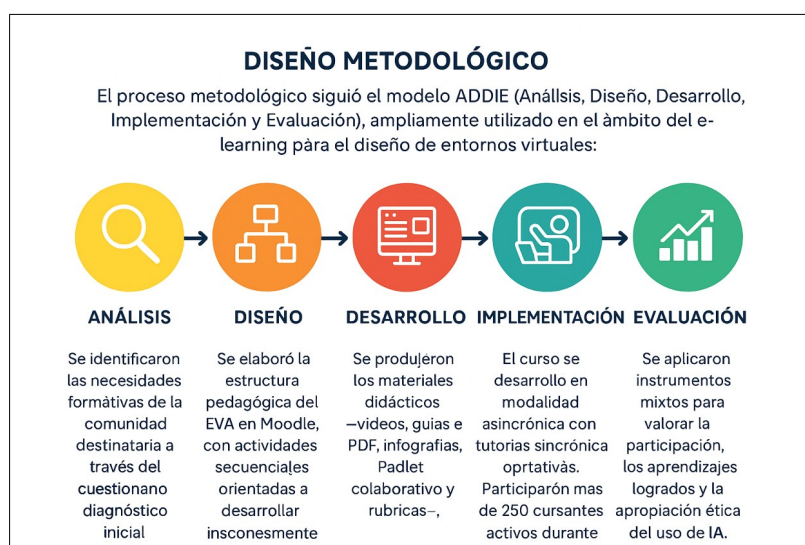 DISEÑO METODOLÓGICO
El proceso metodológico siguió el modelo ADDIE (Anállsis, Diseño, Desarrollo,
Implementación y Evaluación), ampliamente utilizado en el àmbito del e-
learning pàra el diseño de entornos virtuales:
ANÁLISIS
Se identificaron
las necesidades
formàtivas de la
comunidad
destinataria a
través del
cuestionano
diagnóstico
inicial
DISEÑO
Se elaboró la
estructura
pedagógica del
EVA en Moodle,
con actividades
secuenciales
orientadas a
desarrollar
insconesmente
DESARROLLO
Se produjeron
los materiales
didácticos
—videos, guias e
PDF, infografias,
Padlet
colaborativo y
rubricas—,
IMPLEMENTACIÓN
El curso se
desarrollo en
modalidad
asincrónica con
tutorias sincrónica
oprtativàs.
Participarón mas
de 250 cursantes
activos durante
EVALUACIÓN
Se aplicaron
instrumentos
mixtos para
valorar la
participación,
los aprendizajes
logrados y la
apropiación ética
del uso de IA.